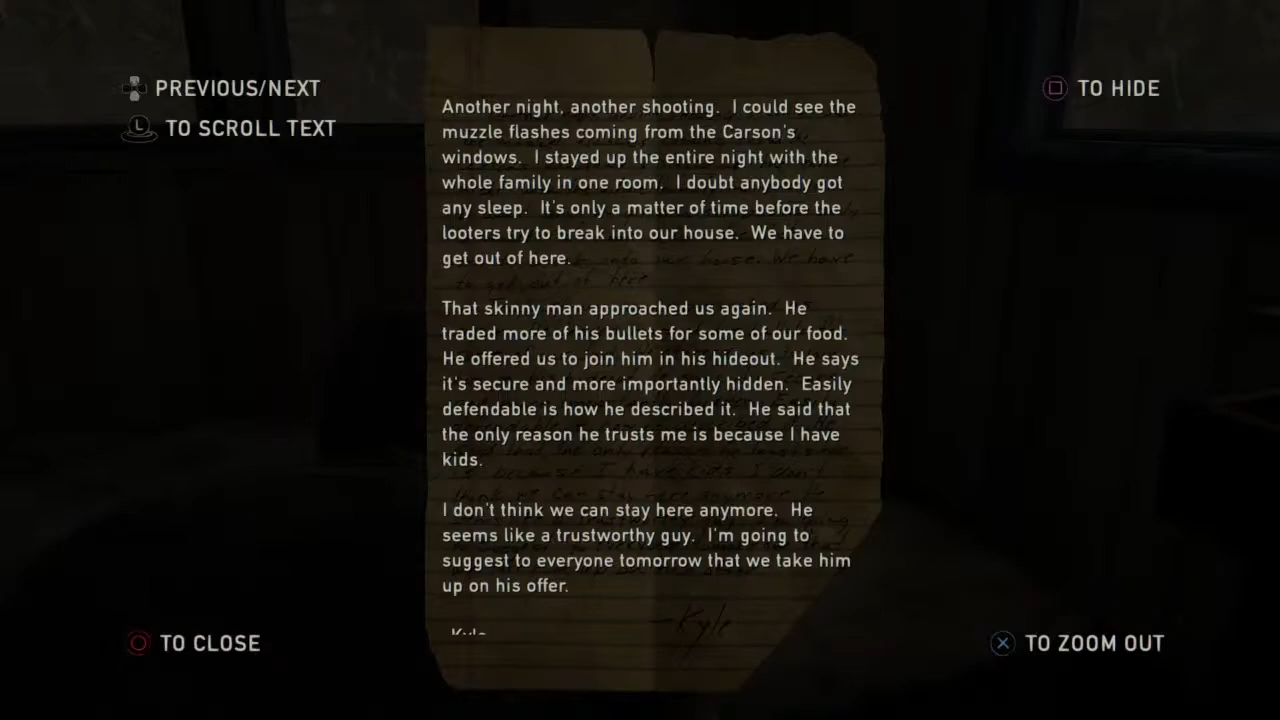 PREVIOUS/NEXT
TO SCROLL TEXT
TO HIDE
Another night, another shooting. I could see the
muzzle flashes coming from the Carson's
windows. I stayed up the entire night with the
whole family in one room. I doubt anybody got
any sleep. It's only a matter of time before the
looters try to break into our house. We have to
get out of here.
That skinny man approached us again. He
traded more of his bullets for some of our food.
He offered us to join him in his hideout. He says
it's secure and more importantly hidden. Easily
defendable is how he described it. He said that
the only reason he trusts me is because I have
kids.
I don't think we can stay here anymore. He
seems like a trustworthy guy. I'm going to
suggest to everyone tomorrow that we take him
up on his offer.
-Kyle
TO CLOSE
TO ZOOM OUT